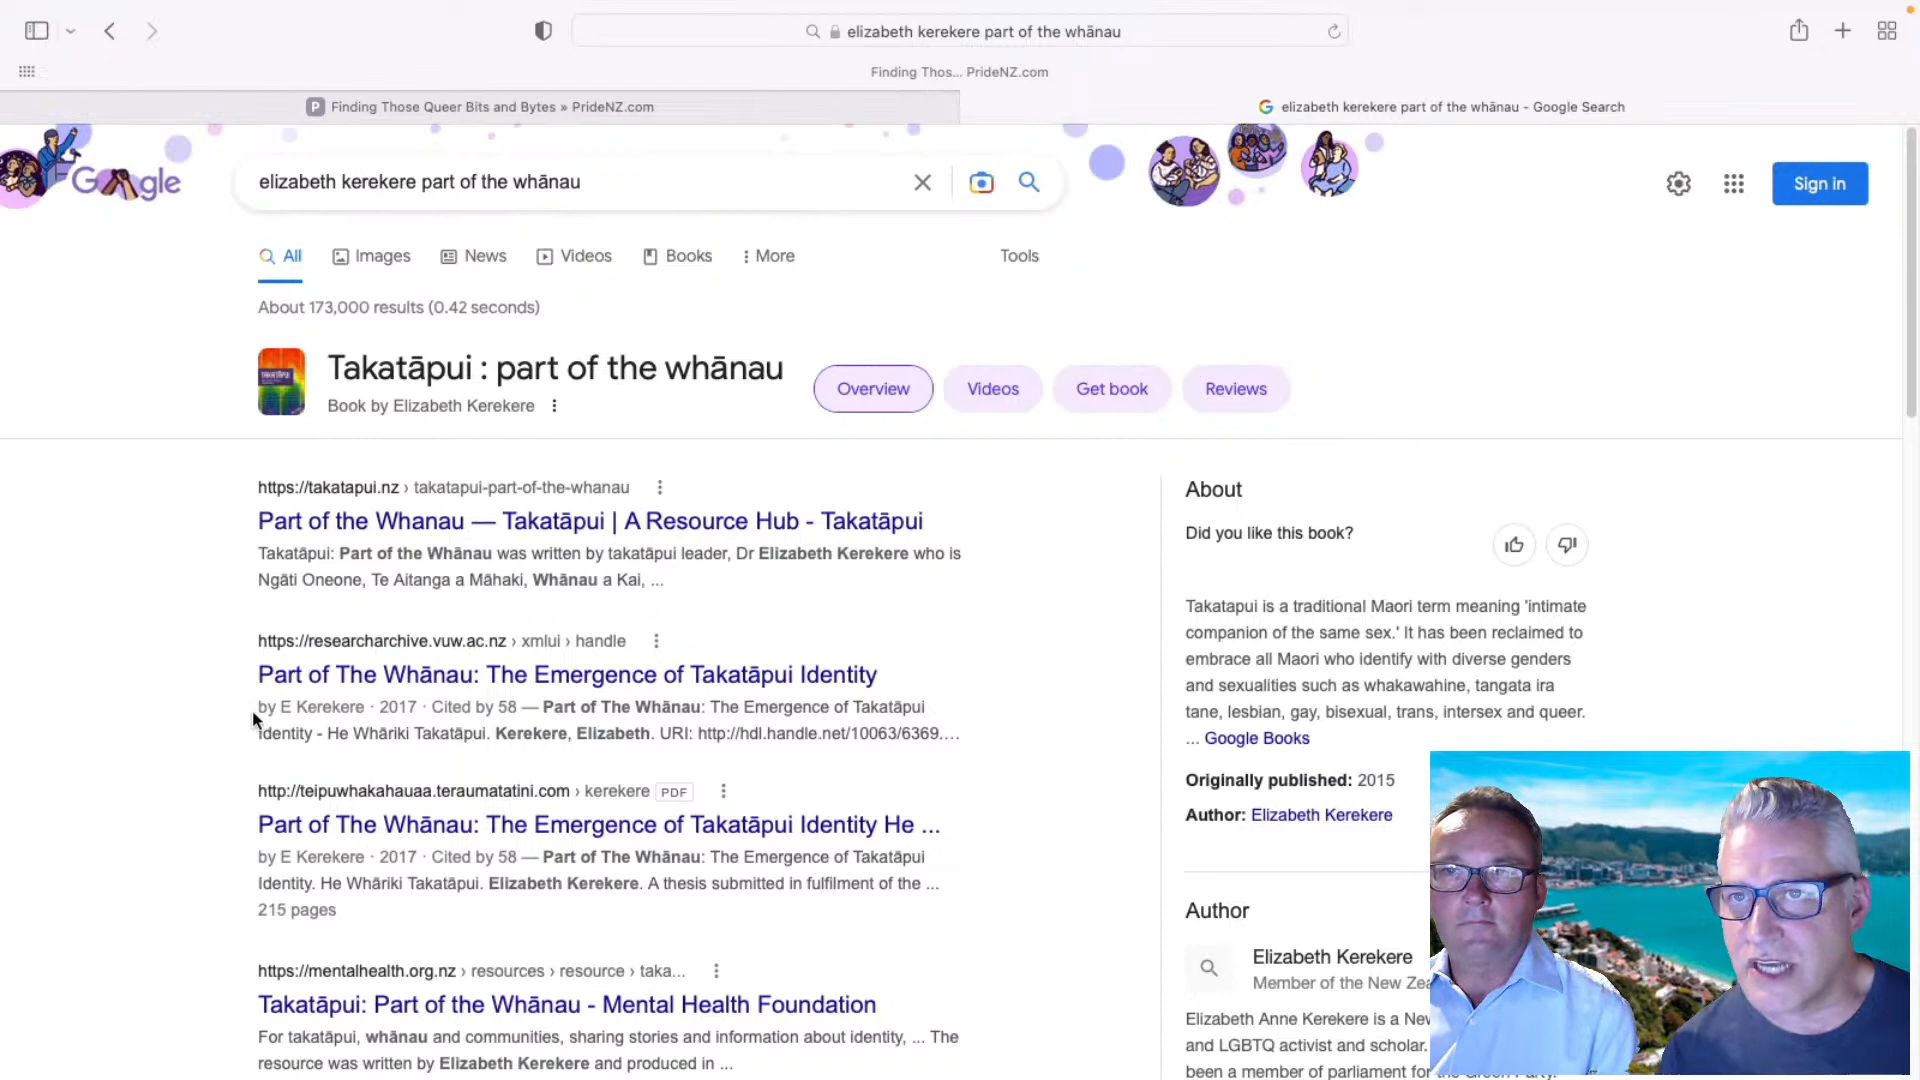 elizabeth kerekere part of the whānau
Finding Thos... PrideNZ.com
P Finding Those Queer Bits and Bytes » PrideNZ.com
G elizabeth kerekere part of the whānau - Google Search
Google
elizabeth kerekere part of the whānau
Sign in
All Images News Videos Books More Tools
About 173,000 results (0.42 seconds)
Takatāpui : part of the whānau
Book by Elizabeth Kerekere
Overview Videos Get book Reviews
https://takatapui.nz › takatapui-part-of-the-whanau
Part of the Whanau — Takatāpui | A Resource Hub - Takatāpui
Takatāpui: Part of the Whānau was written by takatāpui leader, Dr Elizabeth Kerekere who is
Ngāti Oneone, Te Aitanga a Māhaki, Whānau a Kai, ...
https://researcharchive.vuw.ac.nz › xmlui › handle
Part of The Whānau: The Emergence of Takatāpui Identity
by E Kerekere · 2017 · Cited by 58 — Part of The Whānau: The Emergence of Takatāpui
Identity - He Whāriki Takatāpui. Kerekere, Elizabeth. URI: http://hdl.handle.net/10063/6369....
http://teipuwhakahauaa.teraumatatini.com › kerekere PDF
Part of The Whānau: The Emergence of Takatāpui Identity He ...
by E Kerekere · 2017 · Cited by 58 — Part of The Whānau: The Emergence of Takatāpui
Identity. He Whāriki Takatāpui. Elizabeth Kerekere. A thesis submitted in fulfilment of the ...
215 pages
https://mentalhealth.org.nz › resources › resource › taka...
Takatāpui: Part of the Whānau - Mental Health Foundation
For takatāpui, whānau and communities, sharing stories and information about identity, ... The
resource was written by Elizabeth Kerekere and produced in ...
About
Did you like this book?
Takatapui is a traditional Maori term meaning 'intimate
companion of the same sex.' It has been reclaimed to
embrace all Maori who identify with diverse genders
and sexualities such as whakawahine, tangata ira
tane, lesbian, gay, bisexual, trans, intersex and queer.
... Google Books
Originally published: 2015
Author: Elizabeth Kerekere
Author
Elizabeth Kerekere
Member of the New Zea
Elizabeth Anne Kerekere is a New
and LGBTQ activist and scholar.
been a member of parliament for